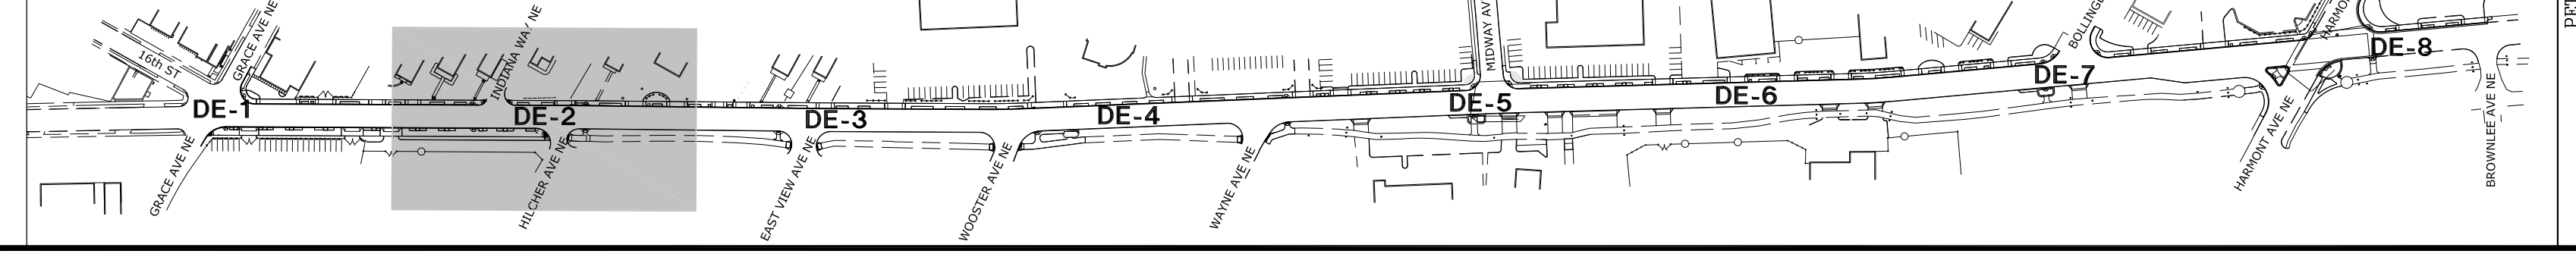 16th ST
GRACE AVE NE
INDIANA WAY NE
MIDWAY AV
DE-1
DE-2
DE-3
DE-4
DE-5
DE-6
DE-7
DE-8
GRACE AVE NE
HILCHER AVE NE
EAST VIEW AVE NE
WOOSTER AVE NE
WAYNE AVE NE
HARMONT AVE NE
BROWNLEE AVE NE